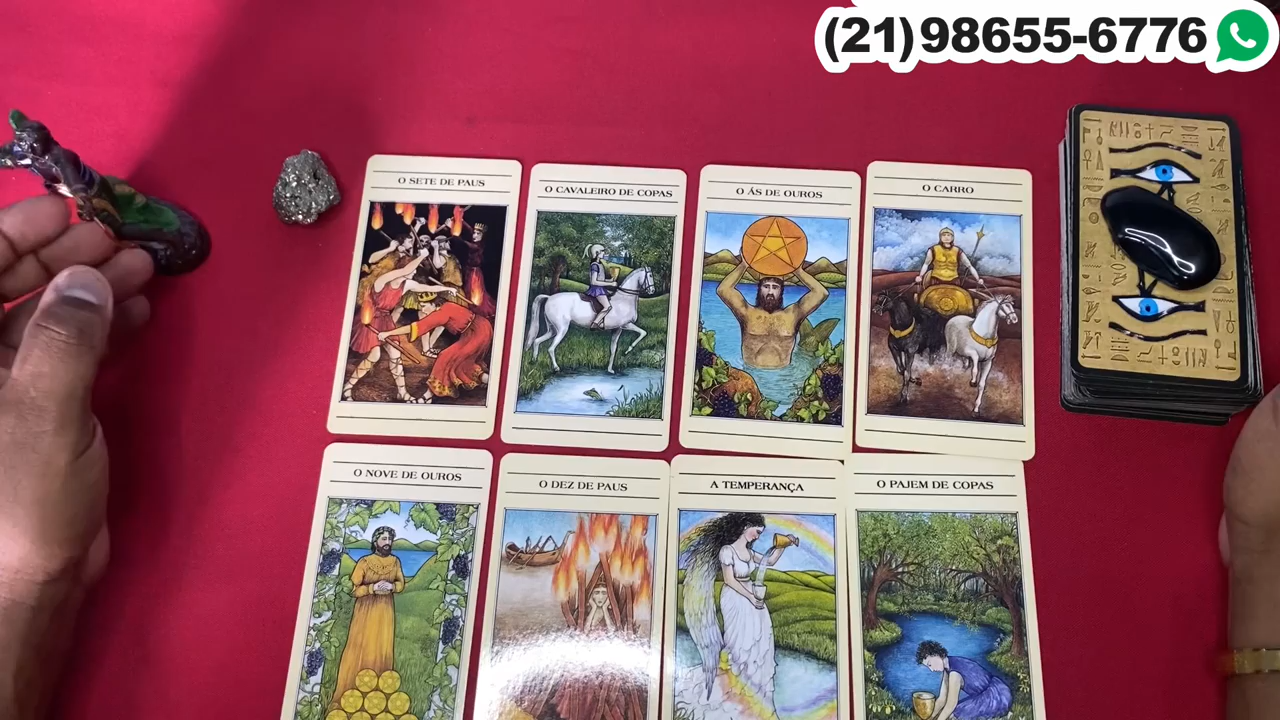 (21)98655-6776
O SETE DE PAUS
O CAVALEIRO DE COPAS
O ÁS DE OUROS
O CARRO
O NOVE DE OUROS
O DEZ DE PAUS
A TEMPERANÇA
O PAJEM DE COPAS